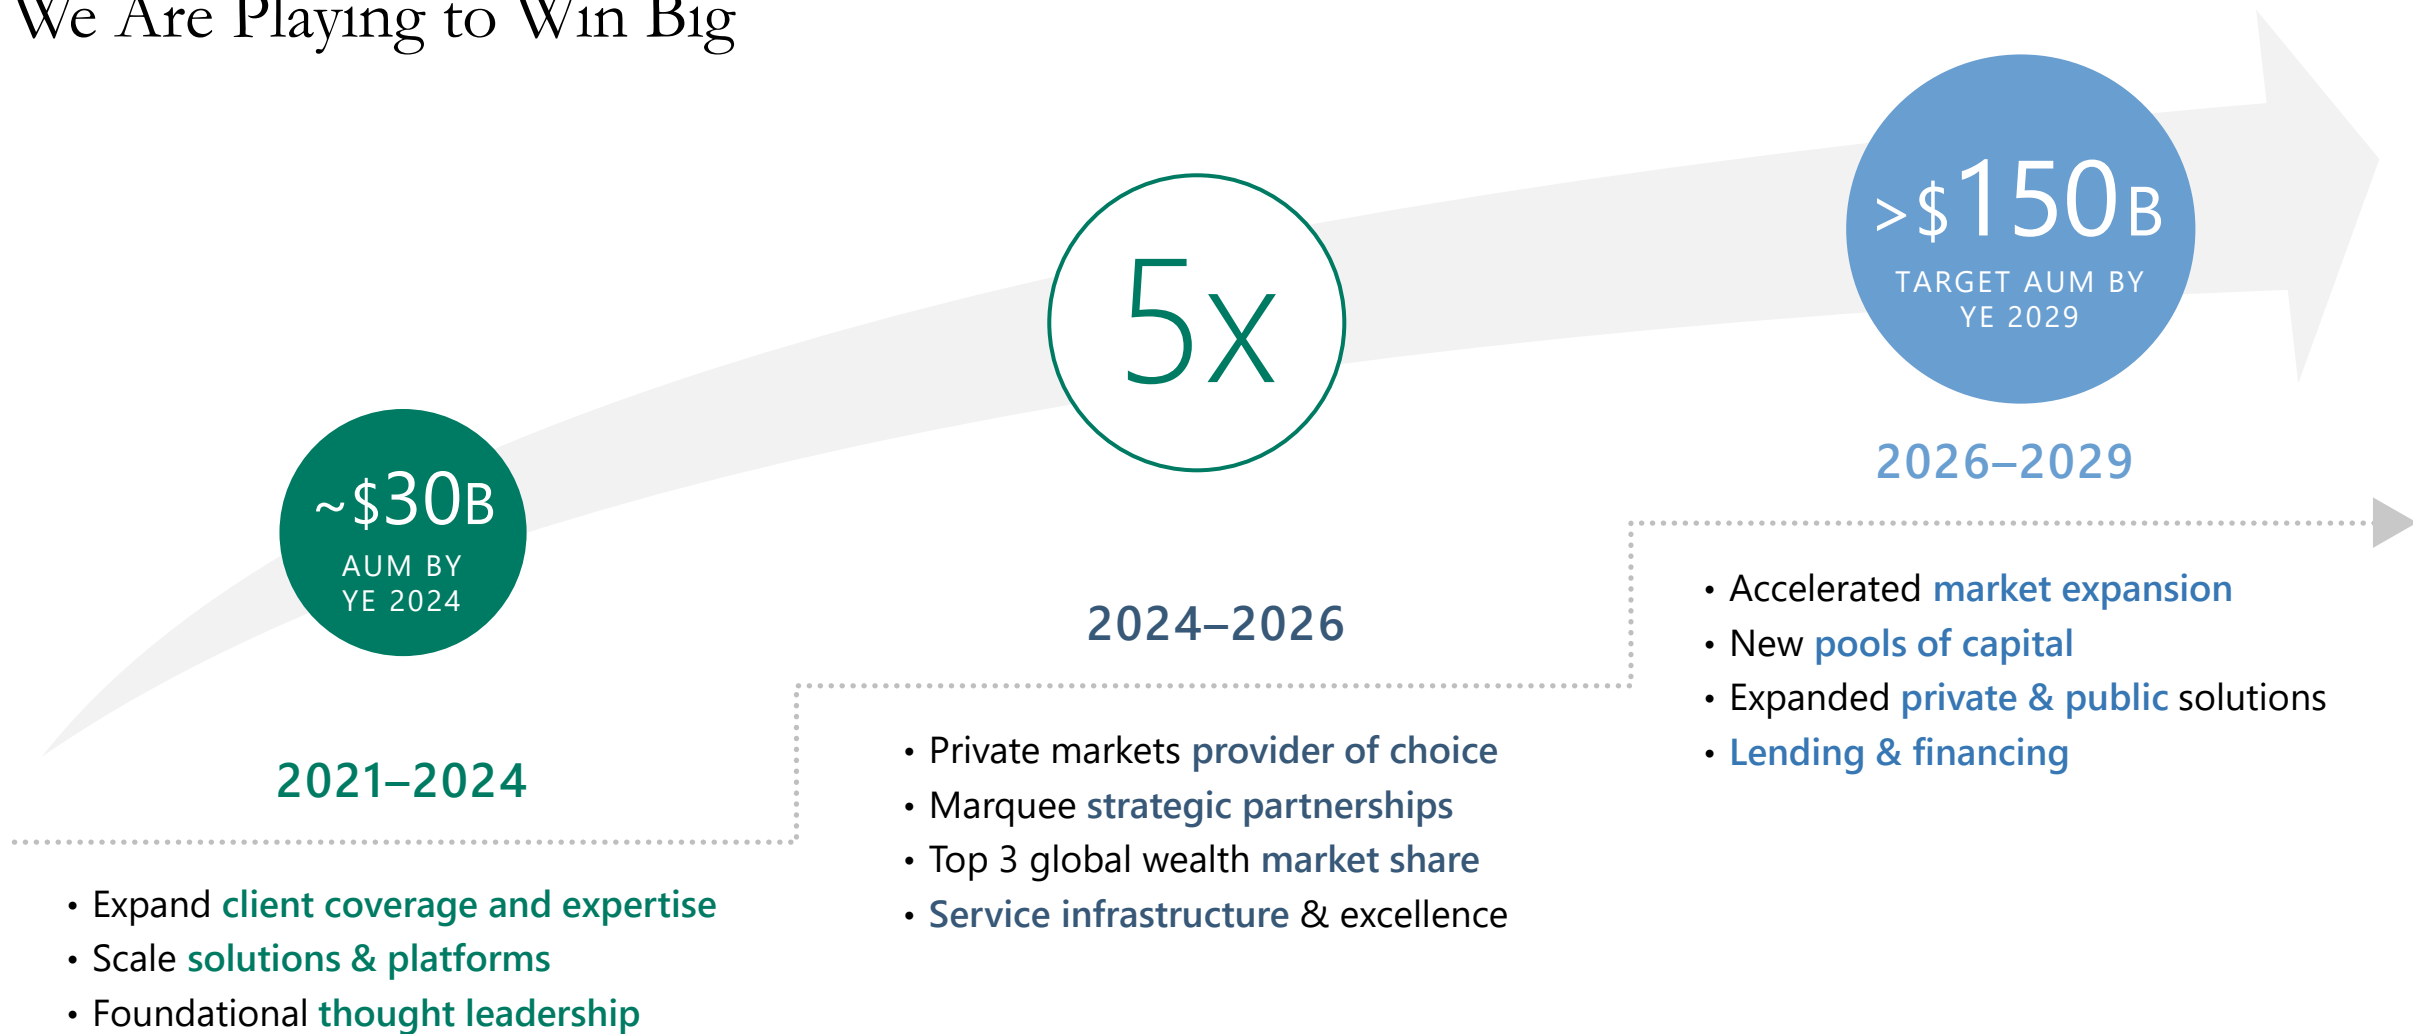 We Are Playing to Win Big
~$30B
AUM BY
YE 2024
5x
>$150B
TARGET AUM BY
YE 2029
2021–2024
• Expand client coverage and expertise
• Scale solutions & platforms
• Foundational thought leadership
2024–2026
• Private markets provider of choice
• Marquee strategic partnerships
• Top 3 global wealth market share
• Service infrastructure & excellence
2026–2029
• Accelerated market expansion
• New pools of capital
• Expanded private & public solutions
• Lending & financing